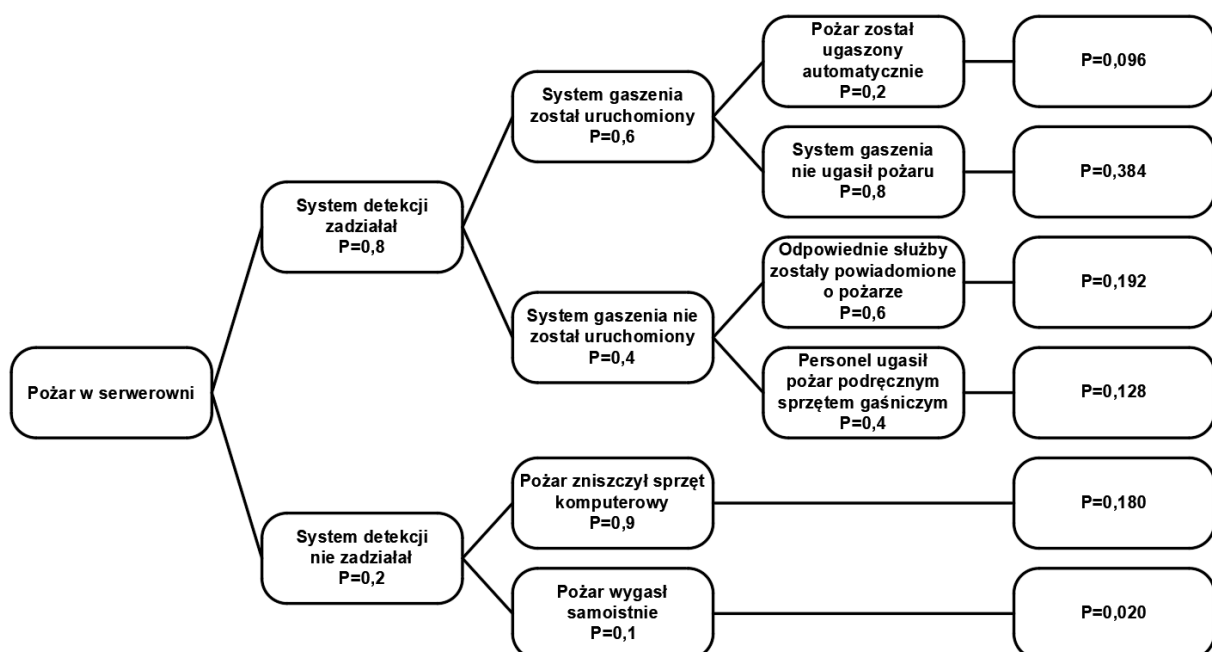 Pożar został
ugaszony
automatycznie
P=0,2
P=0,096
System gaszenia
został uruchomiony
P=0,6
System gaszenia
nie ugasił pożaru
P=0,8
P=0,384
System detekcji
zadziałał
P=0,8
Odpowiednie służby
zostały powiadomione
o pożarze
P=0,6
P=0,192
System gaszenia nie
został uruchomiony
P=0,4
Personel ugasił
pożar podręcznym
sprzętem gaśniczym
P=0,4
P=0,128
Pożar w serwerowni
Pożar zniszczył sprzęt
komputerowy
P=0,9
P=0,180
System detekcji
nie zadziałał
P=0,2
Pożar wygasł
samoistnie
P=0,1
P=0,020